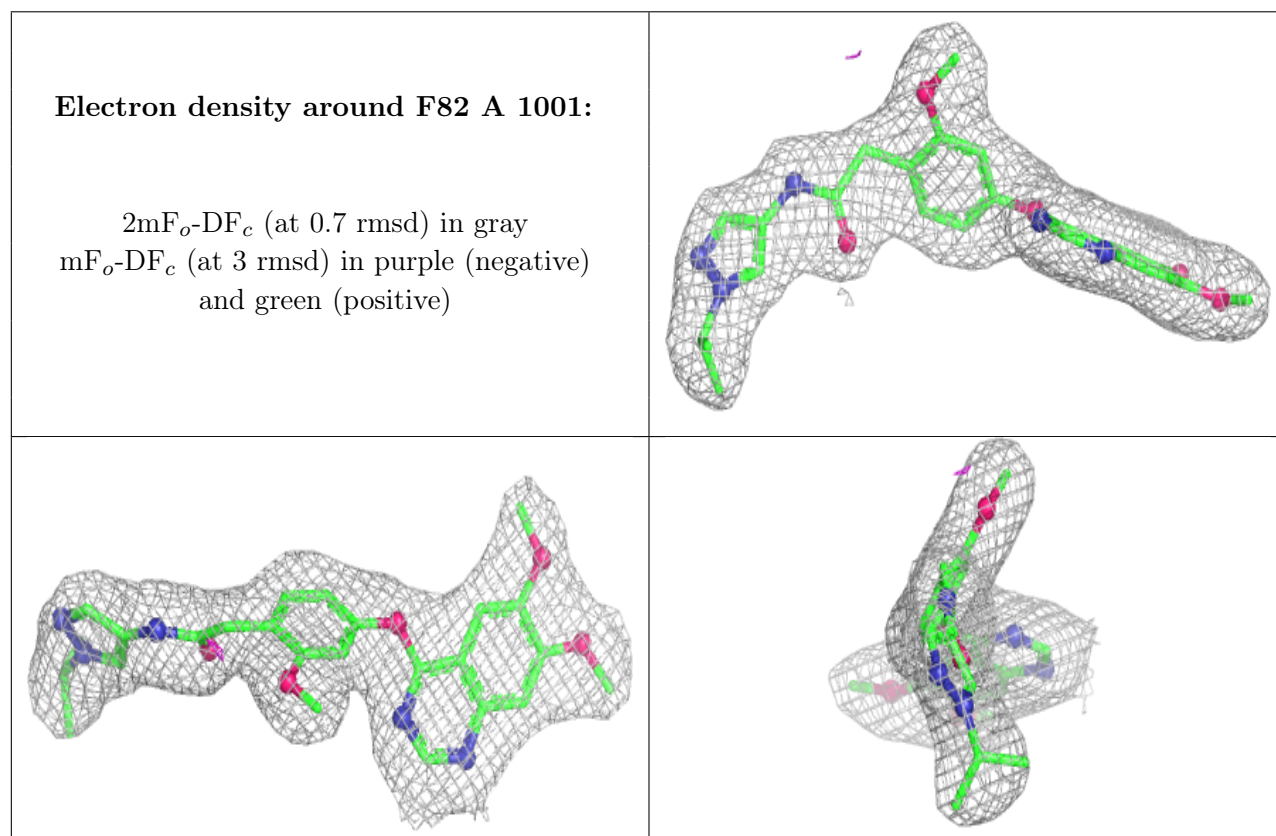 Electron density around F82 A 1001:
2mFo-DFc (at 0.7 rmsd) in gray
mFo-DFc (at 3 rmsd) in purple (negative)
and green (positive)